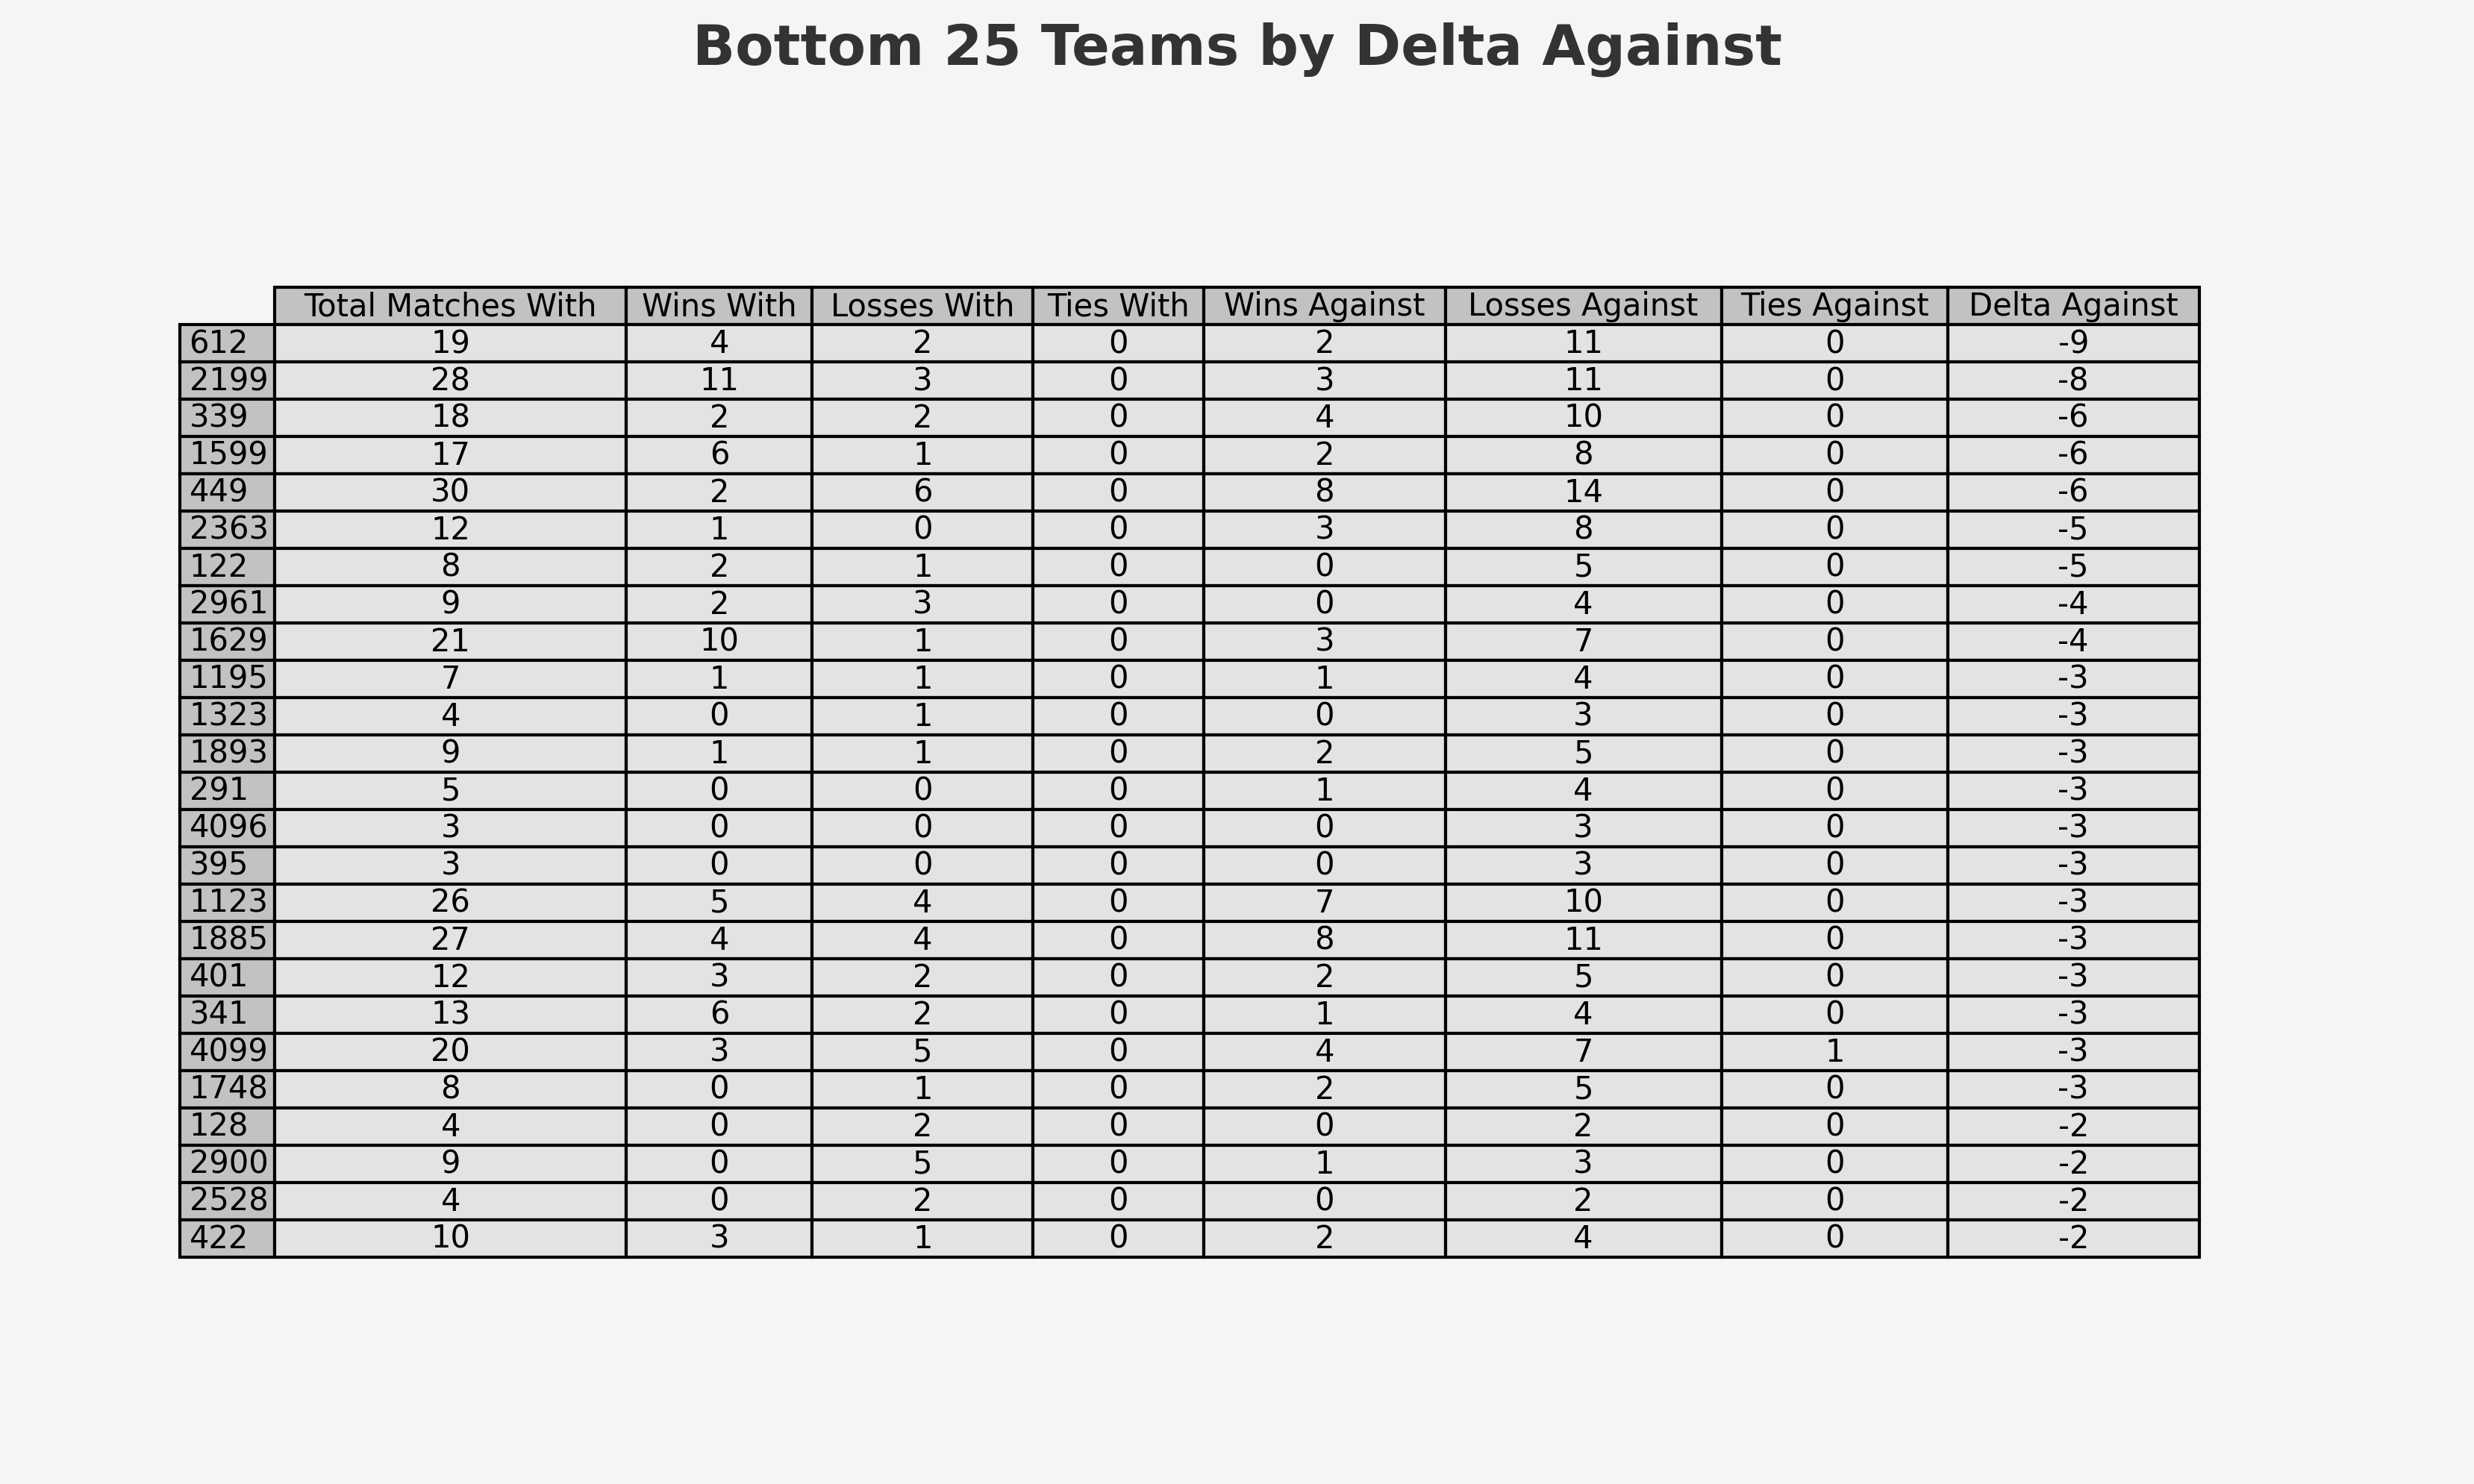 Bottom 25 Teams by Delta Against
Total Matches With Wins With Losses With Ties With Wins Against Losses Against Ties Against Delta Against
612 19 4 2 0 2 11 0 -9
2199 28 11 3 0 3 11 0 -8
339 18 2 2 0 4 10 0 -6
1599 17 6 1 0 2 8 0 -6
449 30 2 6 0 8 14 0 -6
2363 12 1 0 0 3 8 0 -5
122 8 2 1 0 0 5 0 -5
2961 9 2 3 0 0 4 0 -4
1629 21 10 1 0 3 7 0 -4
1195 7 1 1 0 1 4 0 -3
1323 4 0 1 0 0 3 0 -3
1893 9 1 1 0 2 5 0 -3
291 5 0 0 0 1 4 0 -3
4096 3 0 0 0 0 3 0 -3
395 3 0 0 0 0 3 0 -3
1123 26 5 4 0 7 10 0 -3
1885 27 4 4 0 8 11 0 -3
401 12 3 2 0 2 5 0 -3
341 13 6 2 0 1 4 0 -3
4099 20 3 5 0 4 7 1 -3
1748 8 0 1 0 2 5 0 -3
128 4 0 2 0 0 2 0 -2
2900 9 0 5 0 1 3 0 -2
2528 4 0 2 0 0 2 0 -2
422 10 3 1 0 2 4 0 -2